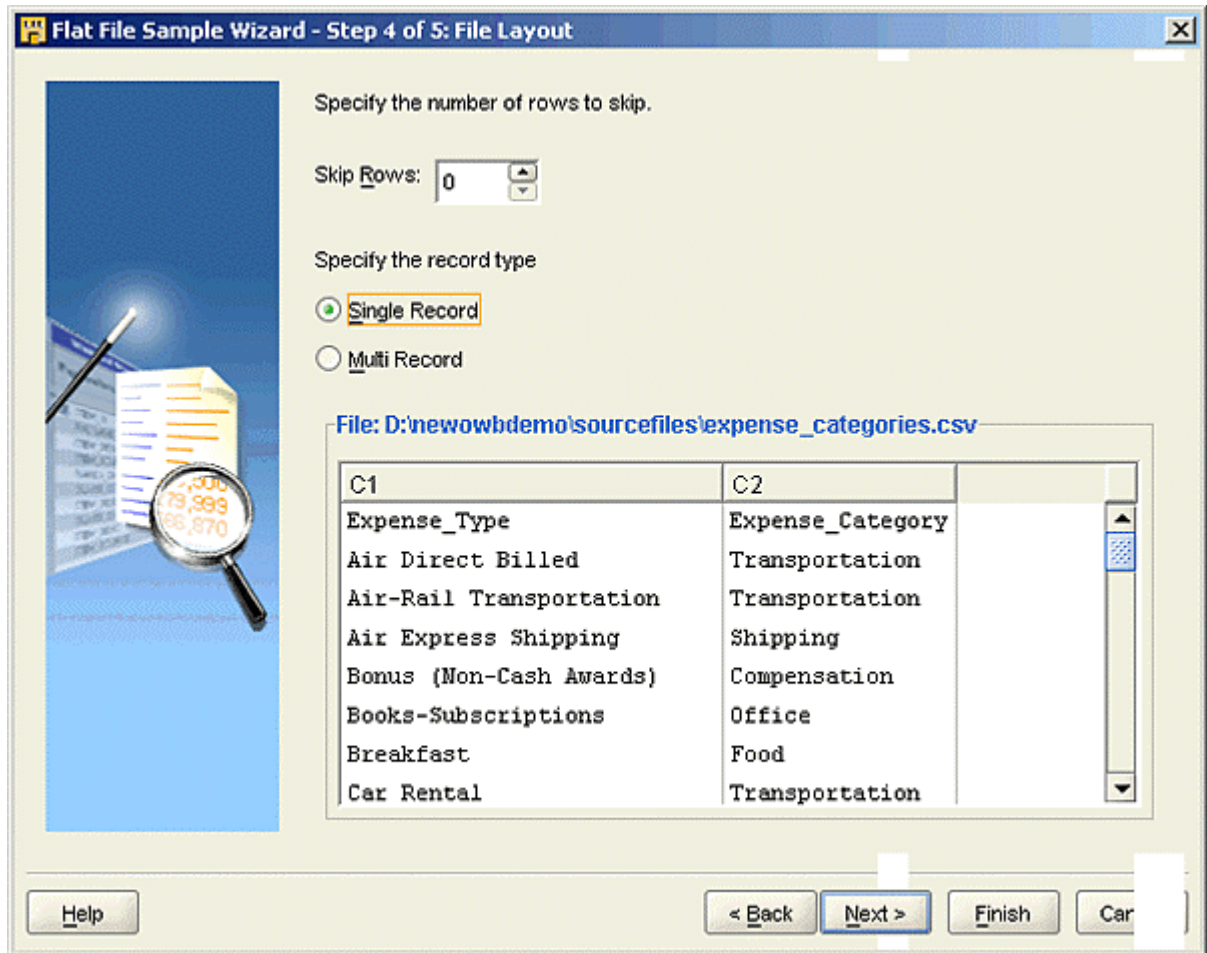 Flat File Sample Wizard - Step 4 of 5: File Layout
Specify the number of rows to skip.
Skip Rows: 0
Specify the record type
Single Record
Multi Record
File: D:\newowbdemo\sourcefiles\expense_categories.csv
C1 C2
Expense_Type Expense_Category
Air Direct Billed Transportation
Air-Rail Transportation Transportation
Air Express Shipping Shipping
Bonus (Non-Cash Awards) Compensation
Books-Subscriptions Office
Breakfast Food
Car Rental Transportation
79,999
Help < Back Next > Finish